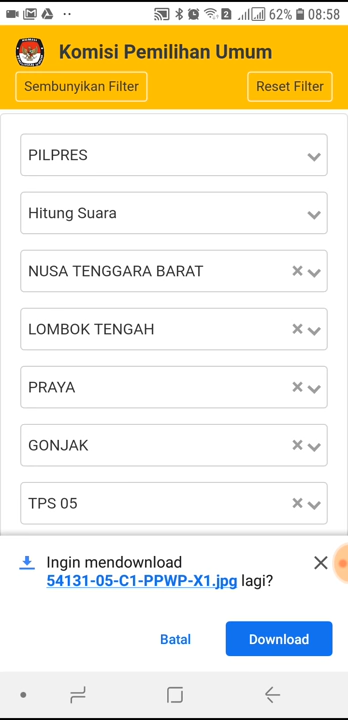 2 62% 08:58
Komisi Pemilihan Umum
Sembunyikan Filter Reset Filter
PILPRES
Hitung Suara
NUSA TENGGARA BARAT
LOMBOK TENGAH
PRAYA
GONJAK
TPS 05
Ingin mendownload
54131-05-C1-PPWP-X1.jpg lagi?
Batal Download